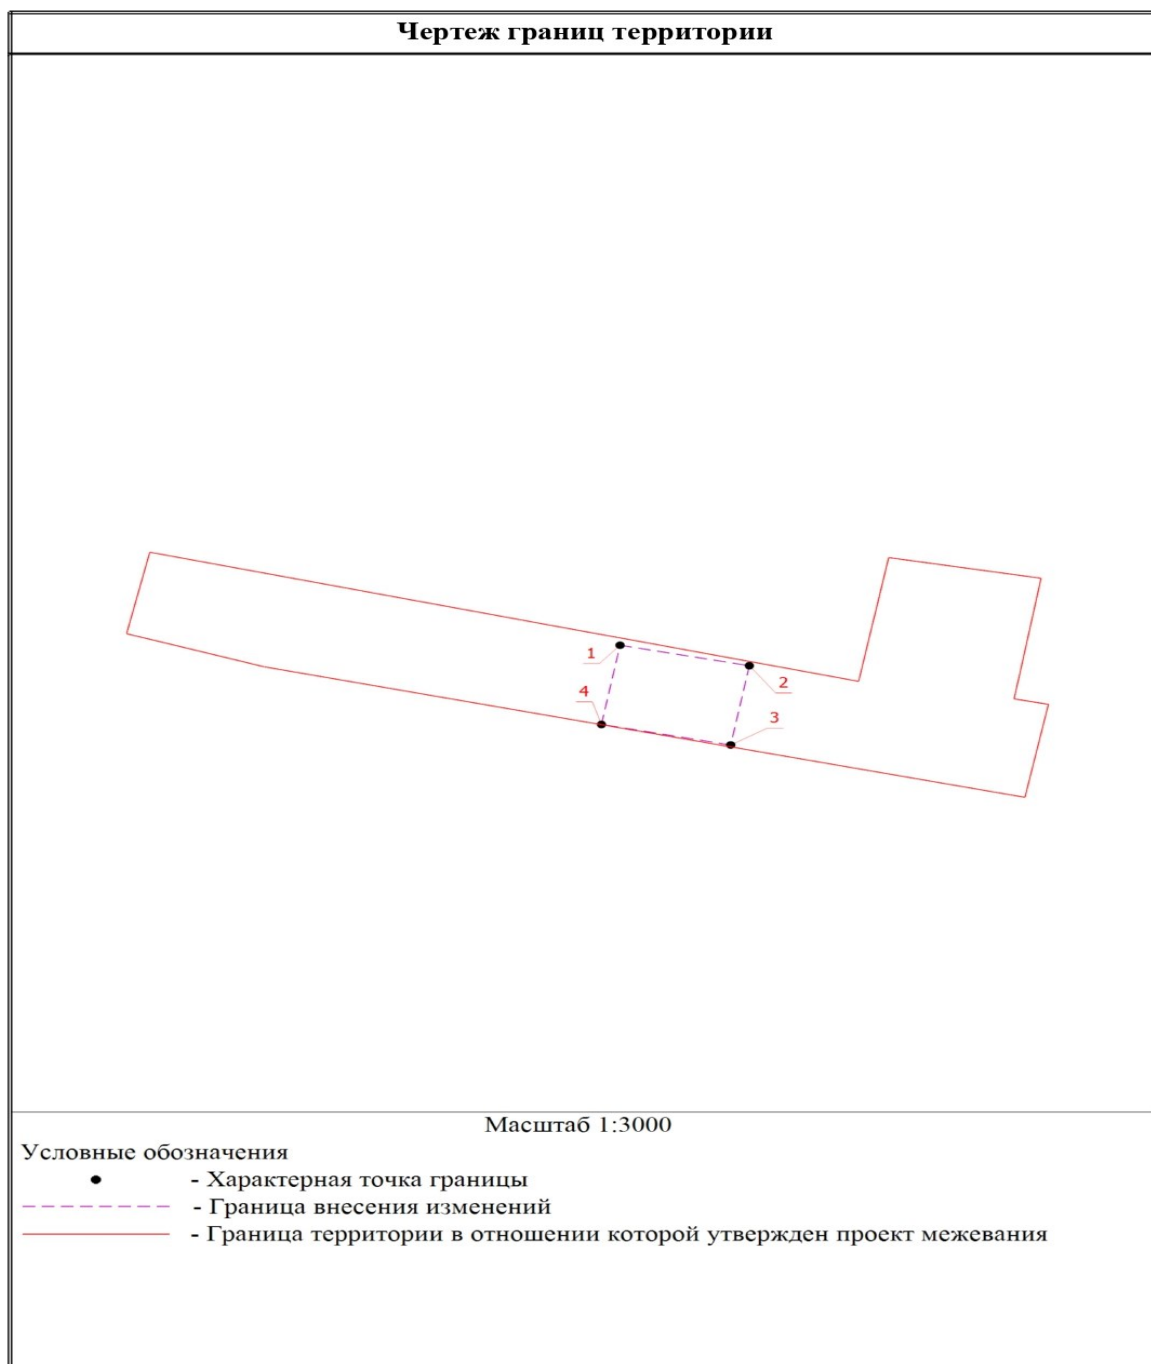 Чертеж границ территории
1
2
4
3
Масштаб 1:3000
Условные обозначения
- Характерная точка границы
- Граница внесения изменений
- Граница территории в отношении которой утвержден проект межевания